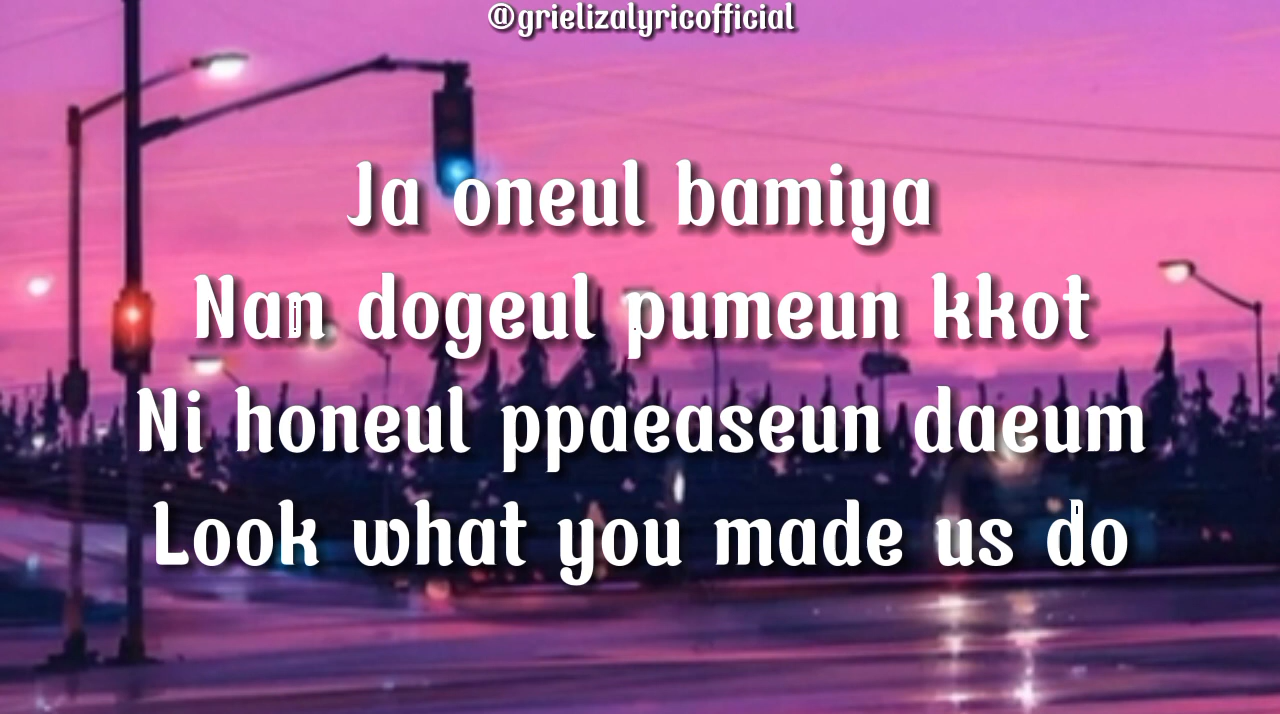 @grielizalyricofficial
Ja oneul bamiya
Nan dogeul pumeun kkot
Ni honeul ppaeaseun daeum
Look what you made us do